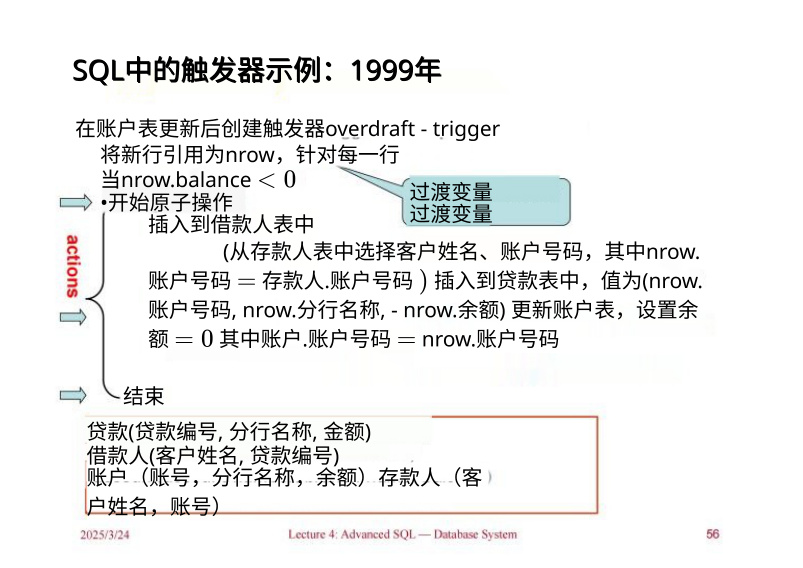 SQL中的触发器示例：1999年
在账户表更新后创建触发器overdraft - trigger
将新行引用为nrow，针对每一行
当nrow.balance < 0
过渡变量
过渡变量
•开始原子操作
插入到借款人表中
(从存款人表中选择客户姓名、账户号码，其中nrow.
账户号码 = 存款人.账户号码 ) 插入到贷款表中，值为(nrow.
账户号码, nrow.分行名称, - nrow.余额) 更新账户表，设置余
额 = 0 其中账户.账户号码 = nrow.账户号码
actions
结束
贷款(贷款编号, 分行名称, 金额)
借款人(客户姓名, 贷款编号)
账户（账号，分行名称，余额）存款人（客
户姓名，账号）
2025/3/24
Lecture 4: Advanced SQL — Database System
56